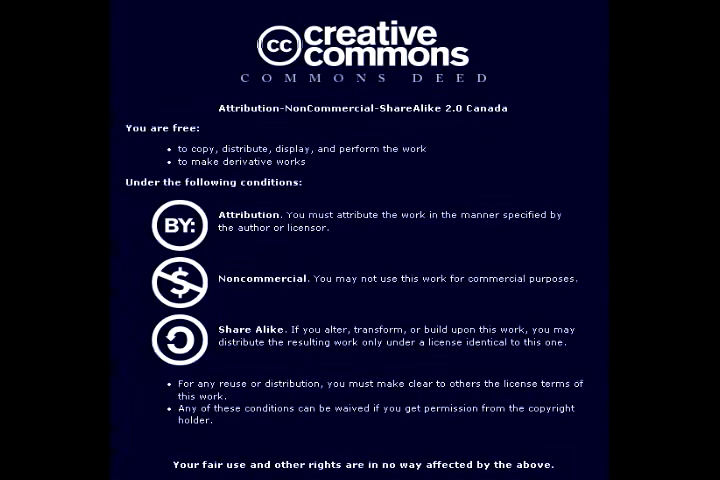 cc creative
commons
COMMONS DEED
Attribution-NonCommercial-ShareAlike 2.0 Canada
You are free:
• to copy, distribute, display, and perform the work
• to make derivative works
Under the following conditions:
BY:
Attribution. You must attribute the work in the manner specified by
the author or licensor.
$
Noncommercial. You may not use this work for commercial purposes.
Share Alike. If you alter, transform, or build upon this work, you may
distribute the resulting work only under a license identical to this one.
• For any reuse or distribution, you must make clear to others the license terms of
this work.
• Any of these conditions can be waived if you get permission from the copyright
holder.
Your fair use and other rights are in no way affected by the above.